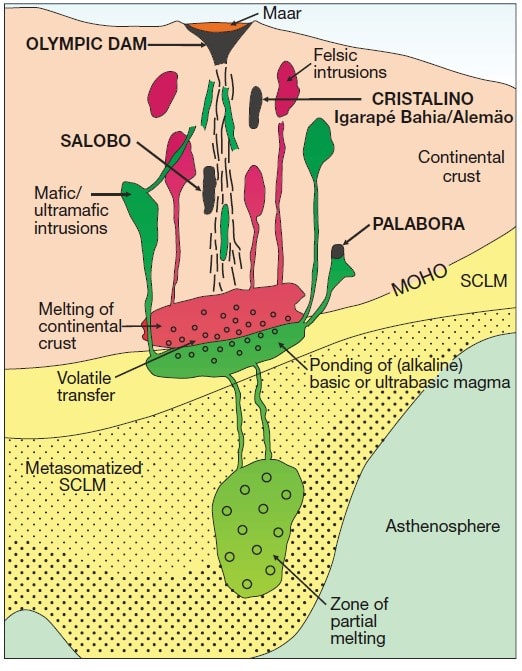 Maar
OLYMPIC DAM
Felsic
intrusions
CRISTALINO
Igarapé Bahia/Alemäo
SALOBO
Continental
crust
Mafic/
ultramafic
intrusions
PALABORA
MOHO
SCLM
Melting of
continental
crust
Volatile
transfer
Ponding of (alkaline)
basic or ultrabasic magma
Metasomatized
SCLM
Asthenosphere
Zone of
partial
melting